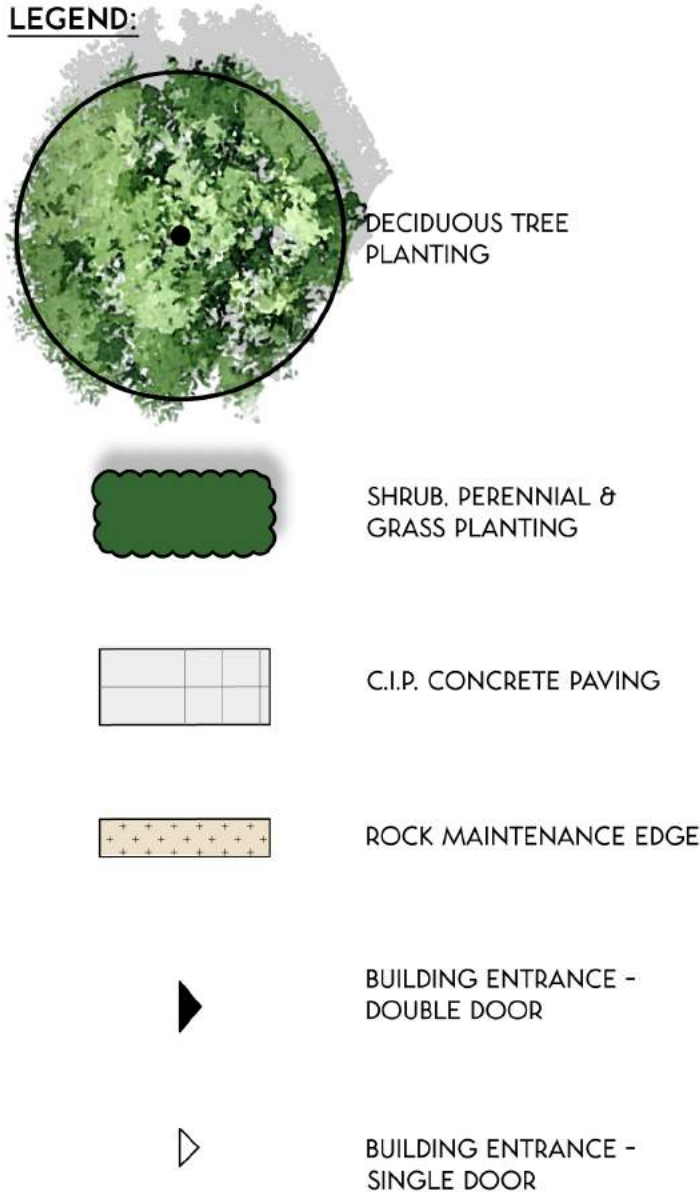 LEGEND:
DECIDUOUS TREE
PLANTING
SHRUB, PERENNIAL &
GRASS PLANTING
C.I.P. CONCRETE PAVING
ROCK MAINTENANCE EDGE
BUILDING ENTRANCE -
DOUBLE DOOR
BUILDING ENTRANCE -
SINGLE DOOR